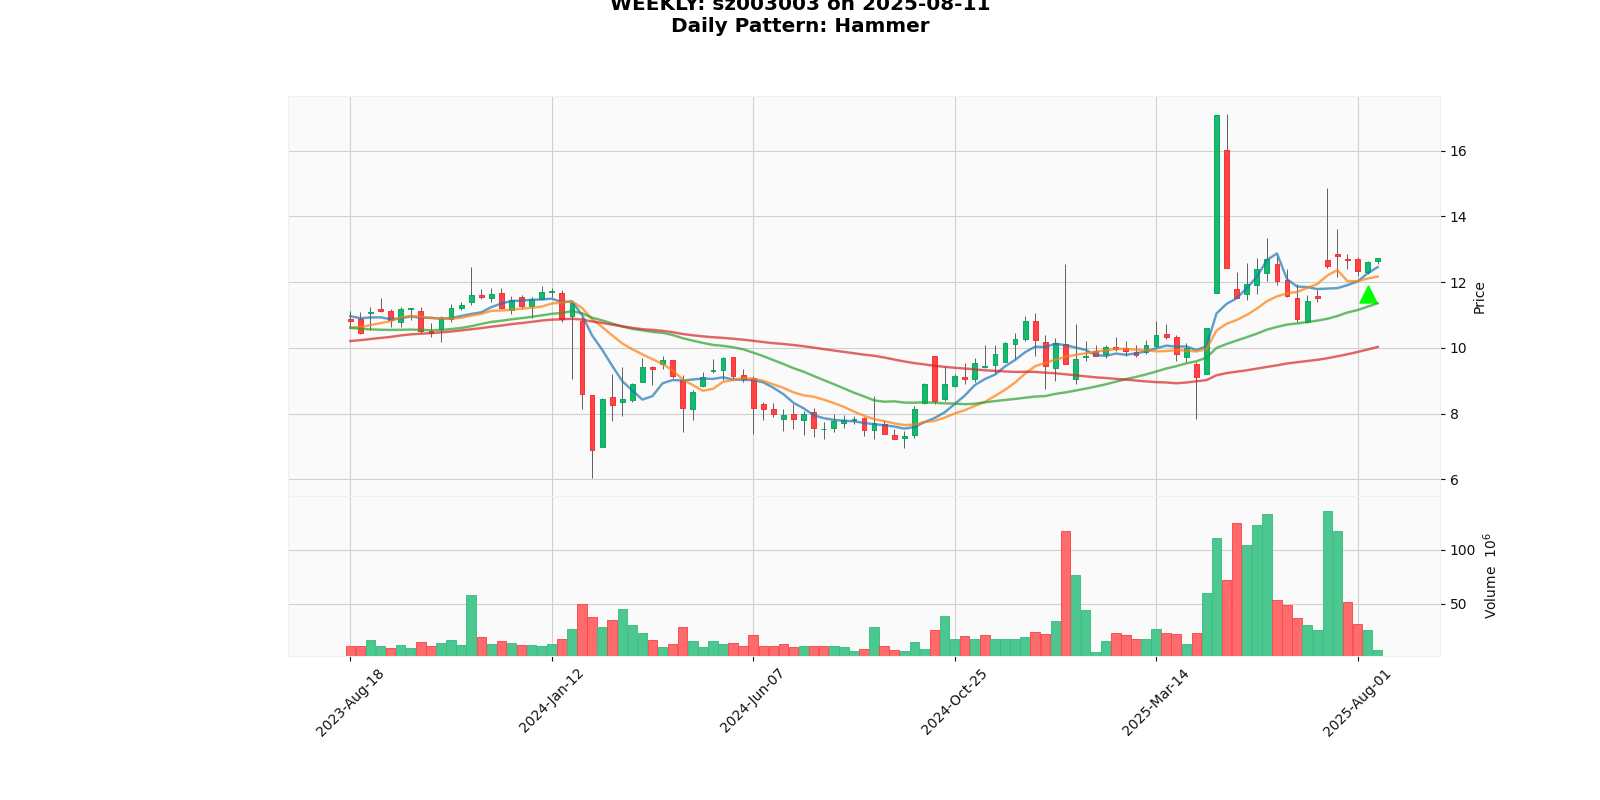 WEEKLY: sz003003 on 2025-08-11
Daily Pattern: Hammer
16
14
12
10
8
6
Price
100
50
Volume 10^6
2023-Aug-18
2024-Jan-12
2024-Jun-07
2024-Oct-25
2025-Mar-14
2025-Aug-01